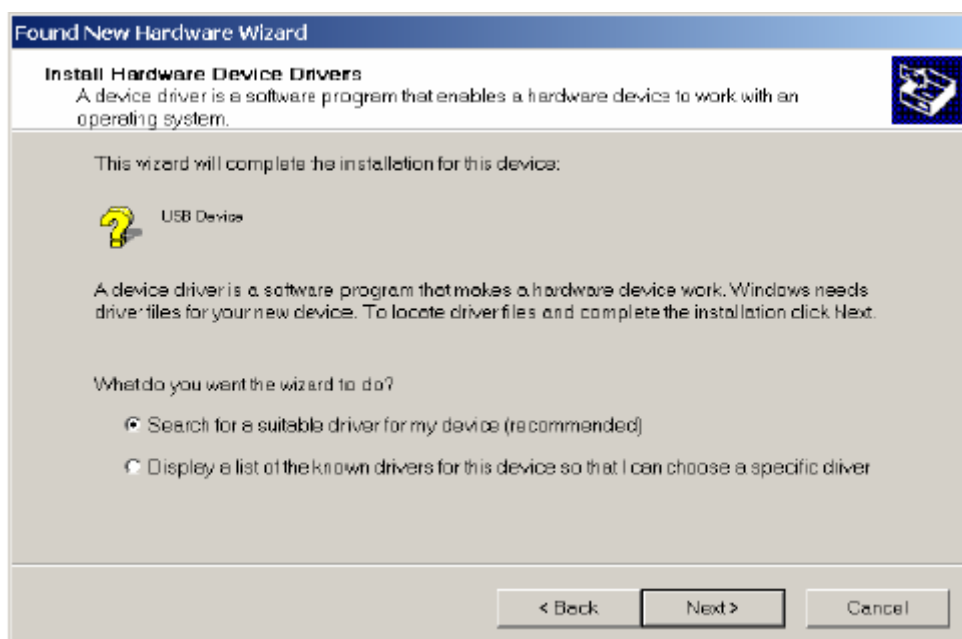 Found New Hardware Wizard
Install Hardware Device Drivers
A device driver is a software program that enables a hardware device to work with an
operating system.
This wizard will complete the installation for this device:
USB Device
A device driver is a software program that makes a hardware device work. Windows needs
driver files for your new device. To locate driver files and complete the installation click Next.
What do you want the wizard to do?
Search for a suitable driver for my device (recommended)
Display a list of the known drivers for this device so that I can choose a specific driver
< Back Next > Cancel